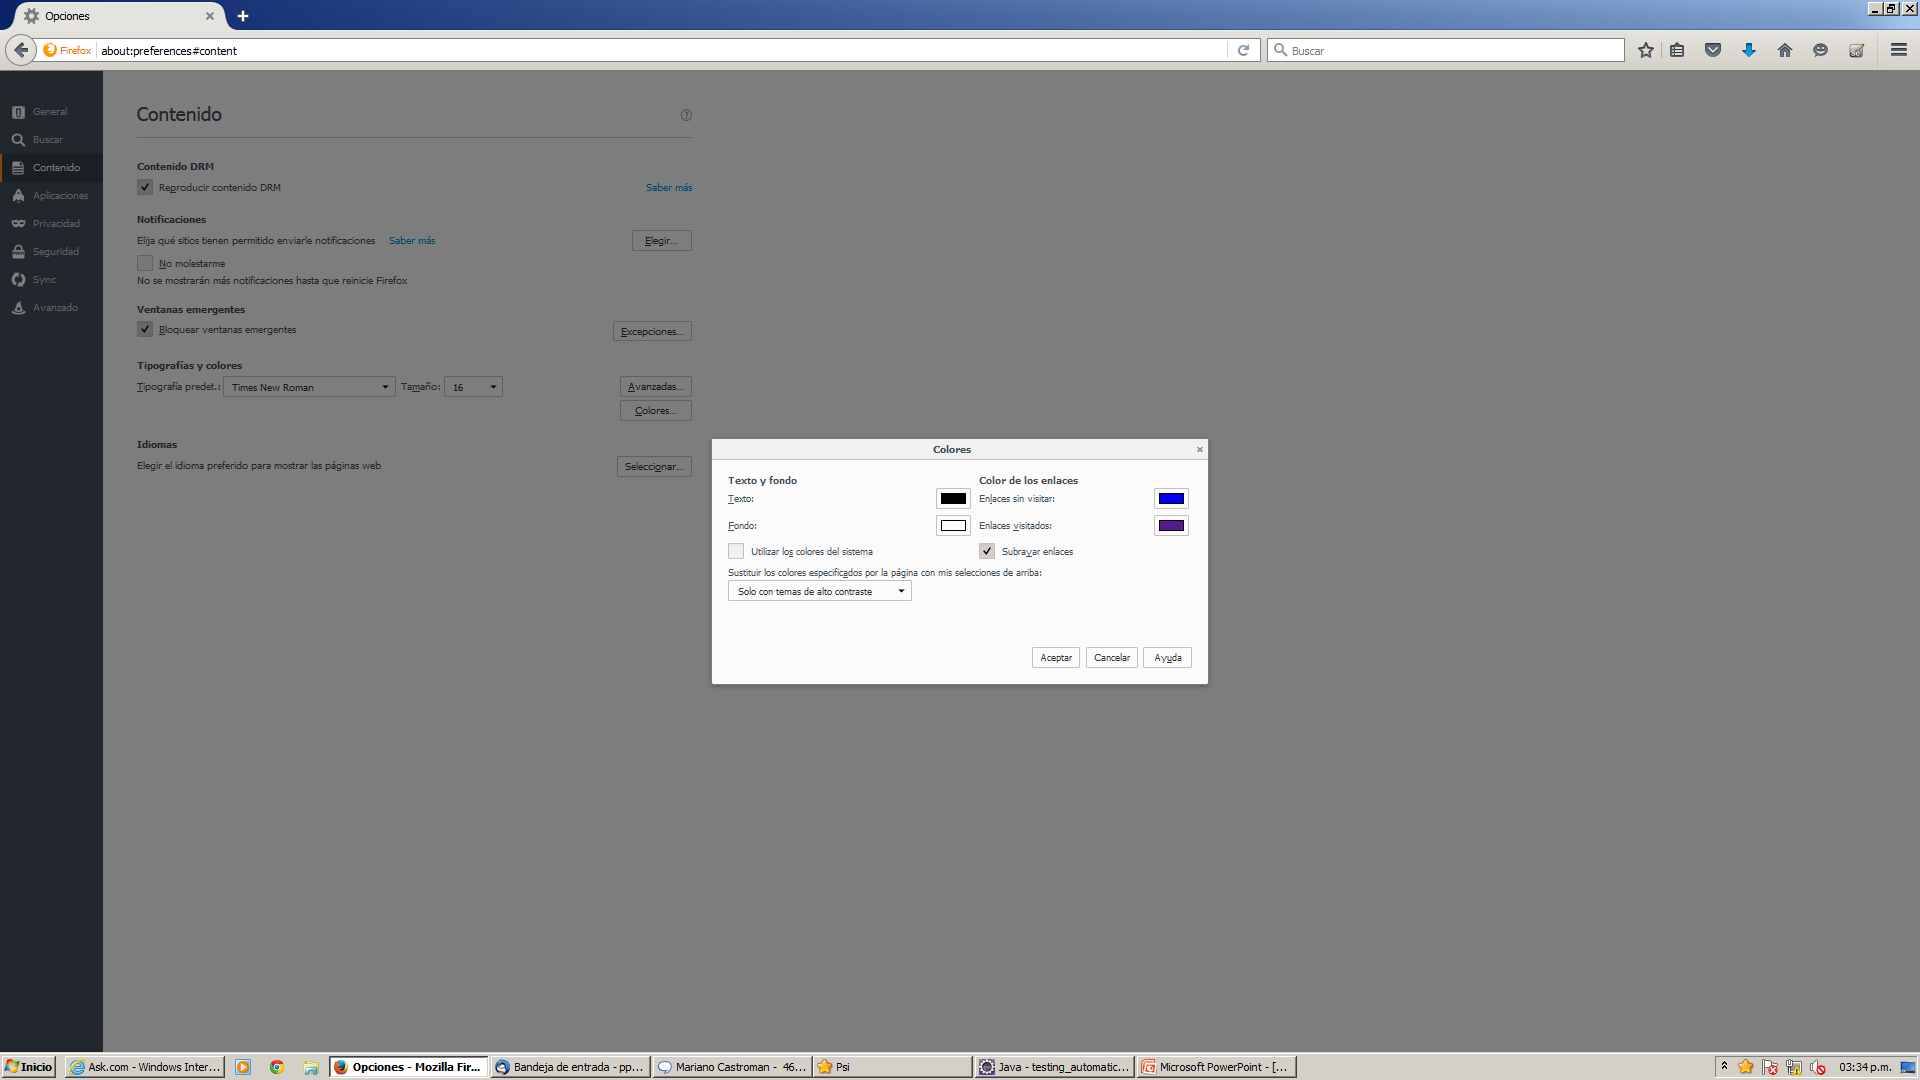 Opciones
Firefox
about:preferences#content
Buscar
General
Buscar
Contenido
Aplicaciones
Privacidad
Seguridad
Sync
Avanzado
Contenido
Contenido DRM
Reproducir contenido DRM
Saber más
Notificaciones
Elija qué sitios tienen permitido enviarle notificaciones
Saber más
Elegir...
No molestarme
No se mostrarán más notificaciones hasta que reinicie Firefox
Ventanas emergentes
Bloquear ventanas emergentes
Excepciones...
Tipografías y colores
Tipografía predet.:
Times New Roman
Tamaño:
16
Avanzadas...
Colores...
Idiomas
Elegir el idioma preferido para mostrar las páginas web
Seleccionar...
Colores
Texto y fondo
Texto:
Fondo:
Utilizar los colores del sistema
Color de los enlaces
Enlaces sin visitar:
Enlaces visitados:
Subrayar enlaces
Sustituir los colores especificados por la página con mis selecciones de arriba:
Solo con temas de alto contraste
Aceptar
Cancelar
Ayuda
Inicio
Ask.com - Windows Inter...
Opciones - Mozilla Fir...
Bandeja de entrada - pp...
Mariano Castroman - 46...
Psi
Java - testing_automatic...
Microsoft PowerPoint - [...
03:34 p.m.